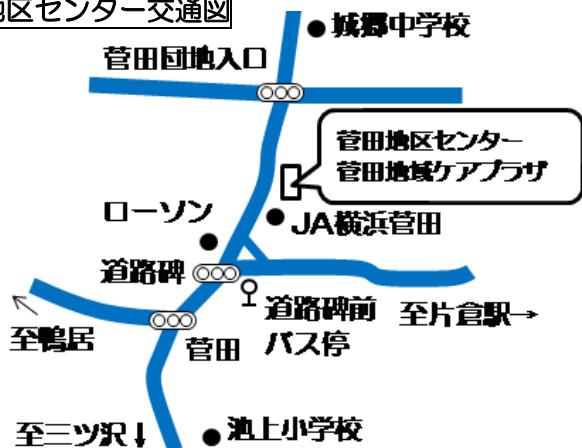 地区センター交通図
城郷中学校
菅田団地入口
菅田地区センター
菅田地域ケアプラザ
ローソン
JA横浜菅田
道路碑
道路碑前
バス停
至片倉駅→
至鴨居
菅田
至三ツ沢↓
池上小学校